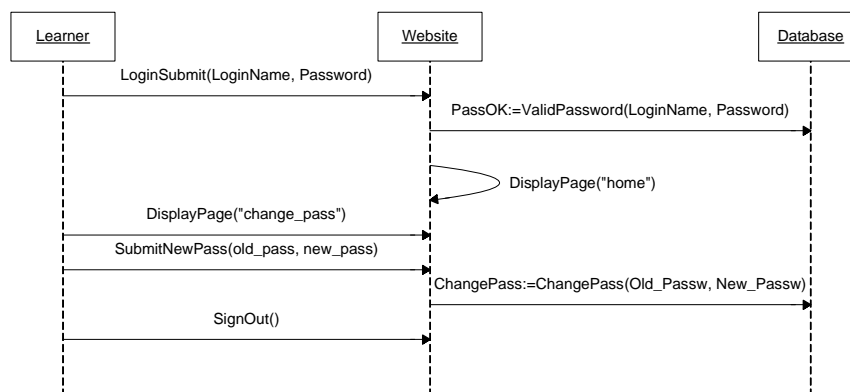 Learner
Website
Database
LoginSubmit(LoginName, Password)
PassOK:=ValidPassword(LoginName, Password)
DisplayPage("home")
DisplayPage("change_pass")
SubmitNewPass(old_pass, new_pass)
ChangePass:=ChangePass(Old_Passw, New_Passw)
SignOut()